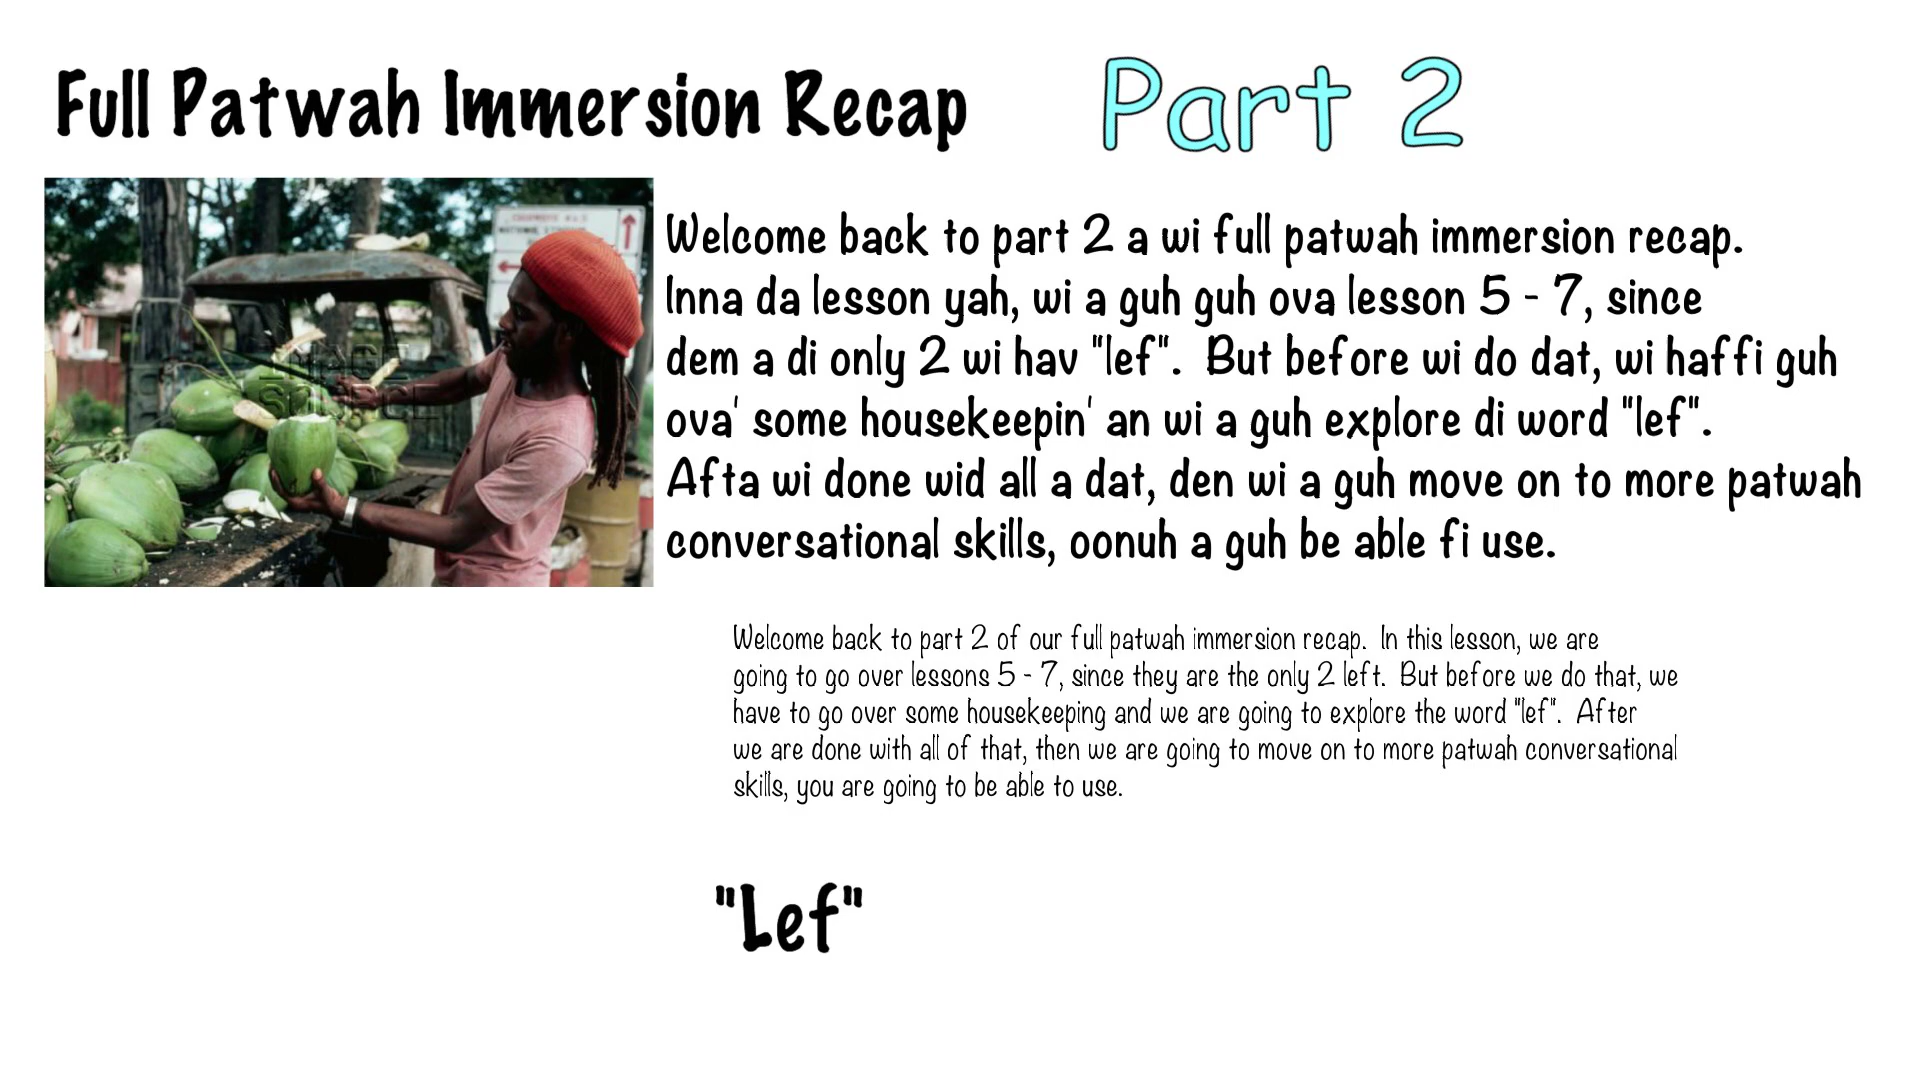 Full Patwah Immersion Recap
Part 2
IMAGE
SOURCE
Welcome back to part 2 a wi full patwah immersion recap.
Inna da lesson yah, wi a guh guh ova lesson 5 - 7, since
dem a di only 2 wi hav "lef".  But before wi do dat, wi haffi guh
ova' some housekeepin' an wi a guh explore di word "lef".
Afta wi done wid all a dat, den wi a guh move on to more patwah
conversational skills, oonuh a guh be able fi use.
Welcome back to part 2 of our full patwah immersion recap.  In this lesson, we are
going to go over lessons 5 - 7, since they are the only 2 left.  But before we do that, we
have to go over some housekeeping and we are going to explore the word "lef".  After
we are done with all of that, then we are going to move on to more patwah conversational
skills, you are going to be able to use.
"Lef"